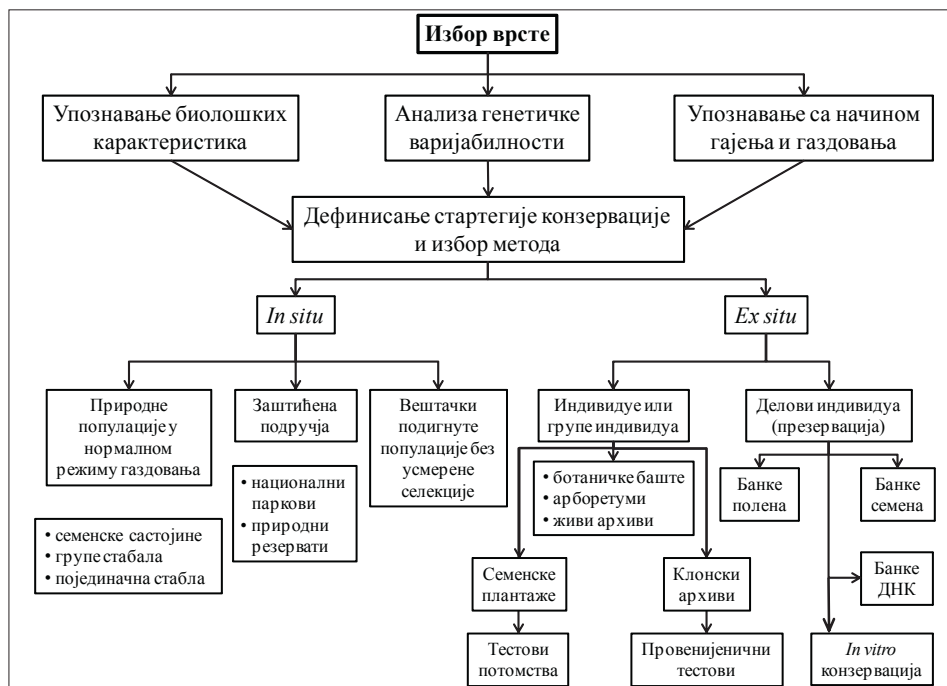 Избор врсте
Упознавање биолошких
карактеристика
Анализа генетичке
варијабилности
Упознавање са начином
гајења и газдовања
Дефинисање стартегије конзервације
и избор метода
In situ
Ex situ
Природне
популације у
нормалном
режиму газдовања
Заштићена
подручја
Вештачки
подигнуте
популације без
усмерене
селекције
Индивидуе или
групе индивидуа
Делови индивидуа
(презервација)
• семенске састојине
• групе стабала
• појединачна стабла
• национални
паркови
• природни
резервати
• ботаничке баште
• арборетуми
• живи архиви
Банке
полена
Банке
семена
Семенске
плантаже
Клонски
архиви
Банке
ДНК
Тестови
потомства
Провенијенични
тестови
In vitro
конзервација